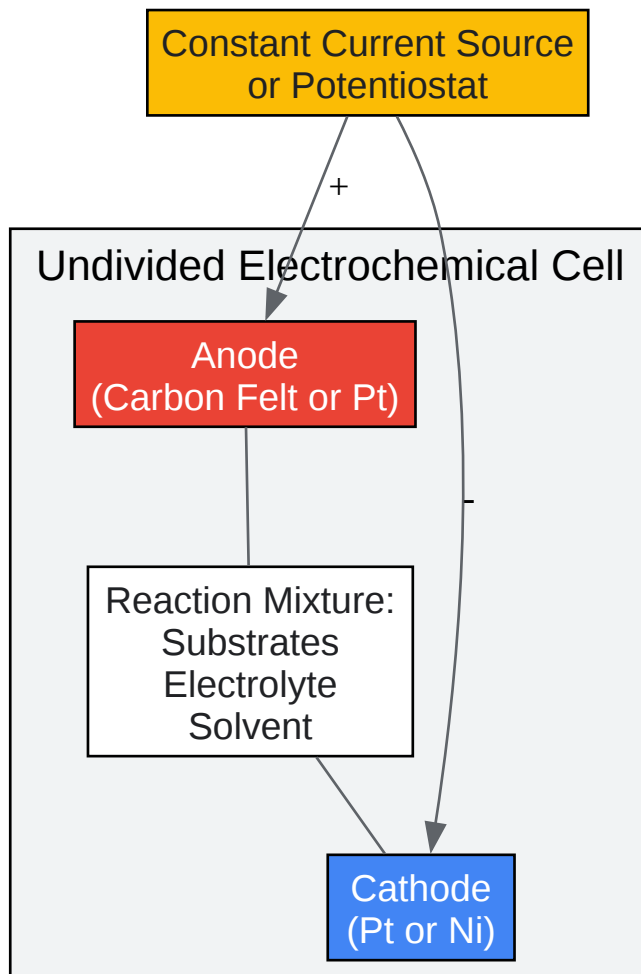 Constant Current Source
or Potentiostat
+
Undivided Electrochemical Cell
Anode
(Carbon Felt or Pt)
-
Reaction Mixture:
Substrates
Electrolyte
Solvent
Cathode
(Pt or Ni)